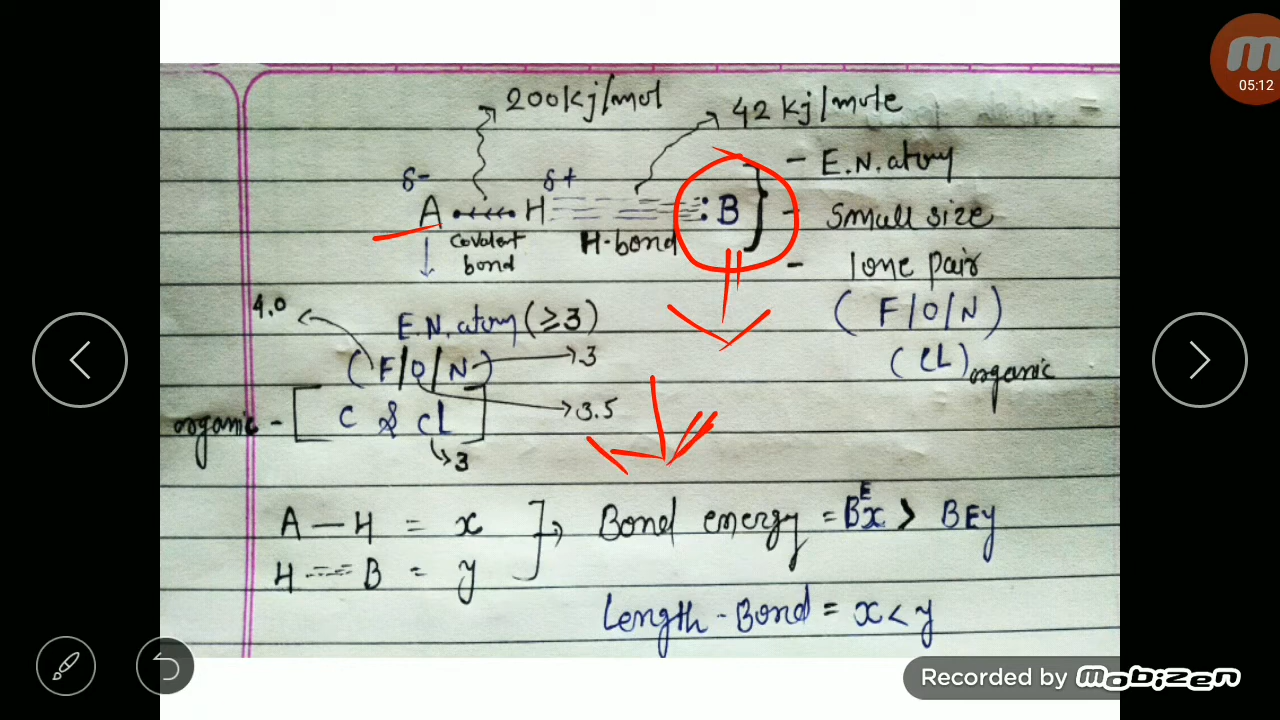 200kj/mol
42 kj/mole
δ- δ+
A H :B
covalent bond
H-bond
- E.N. atom
- Small size
- lone pair
(F/O/N)
(CL) organic
4.0
E.N. atom (≥3)
(F/O/N) → 3
→ 3.5
organic - [C & CL]
↳ 3
A — H = x
H --- B = y
Bond energy = BEx > BEy
Length - Bond = x < y
Recorded by mobizen
05:12